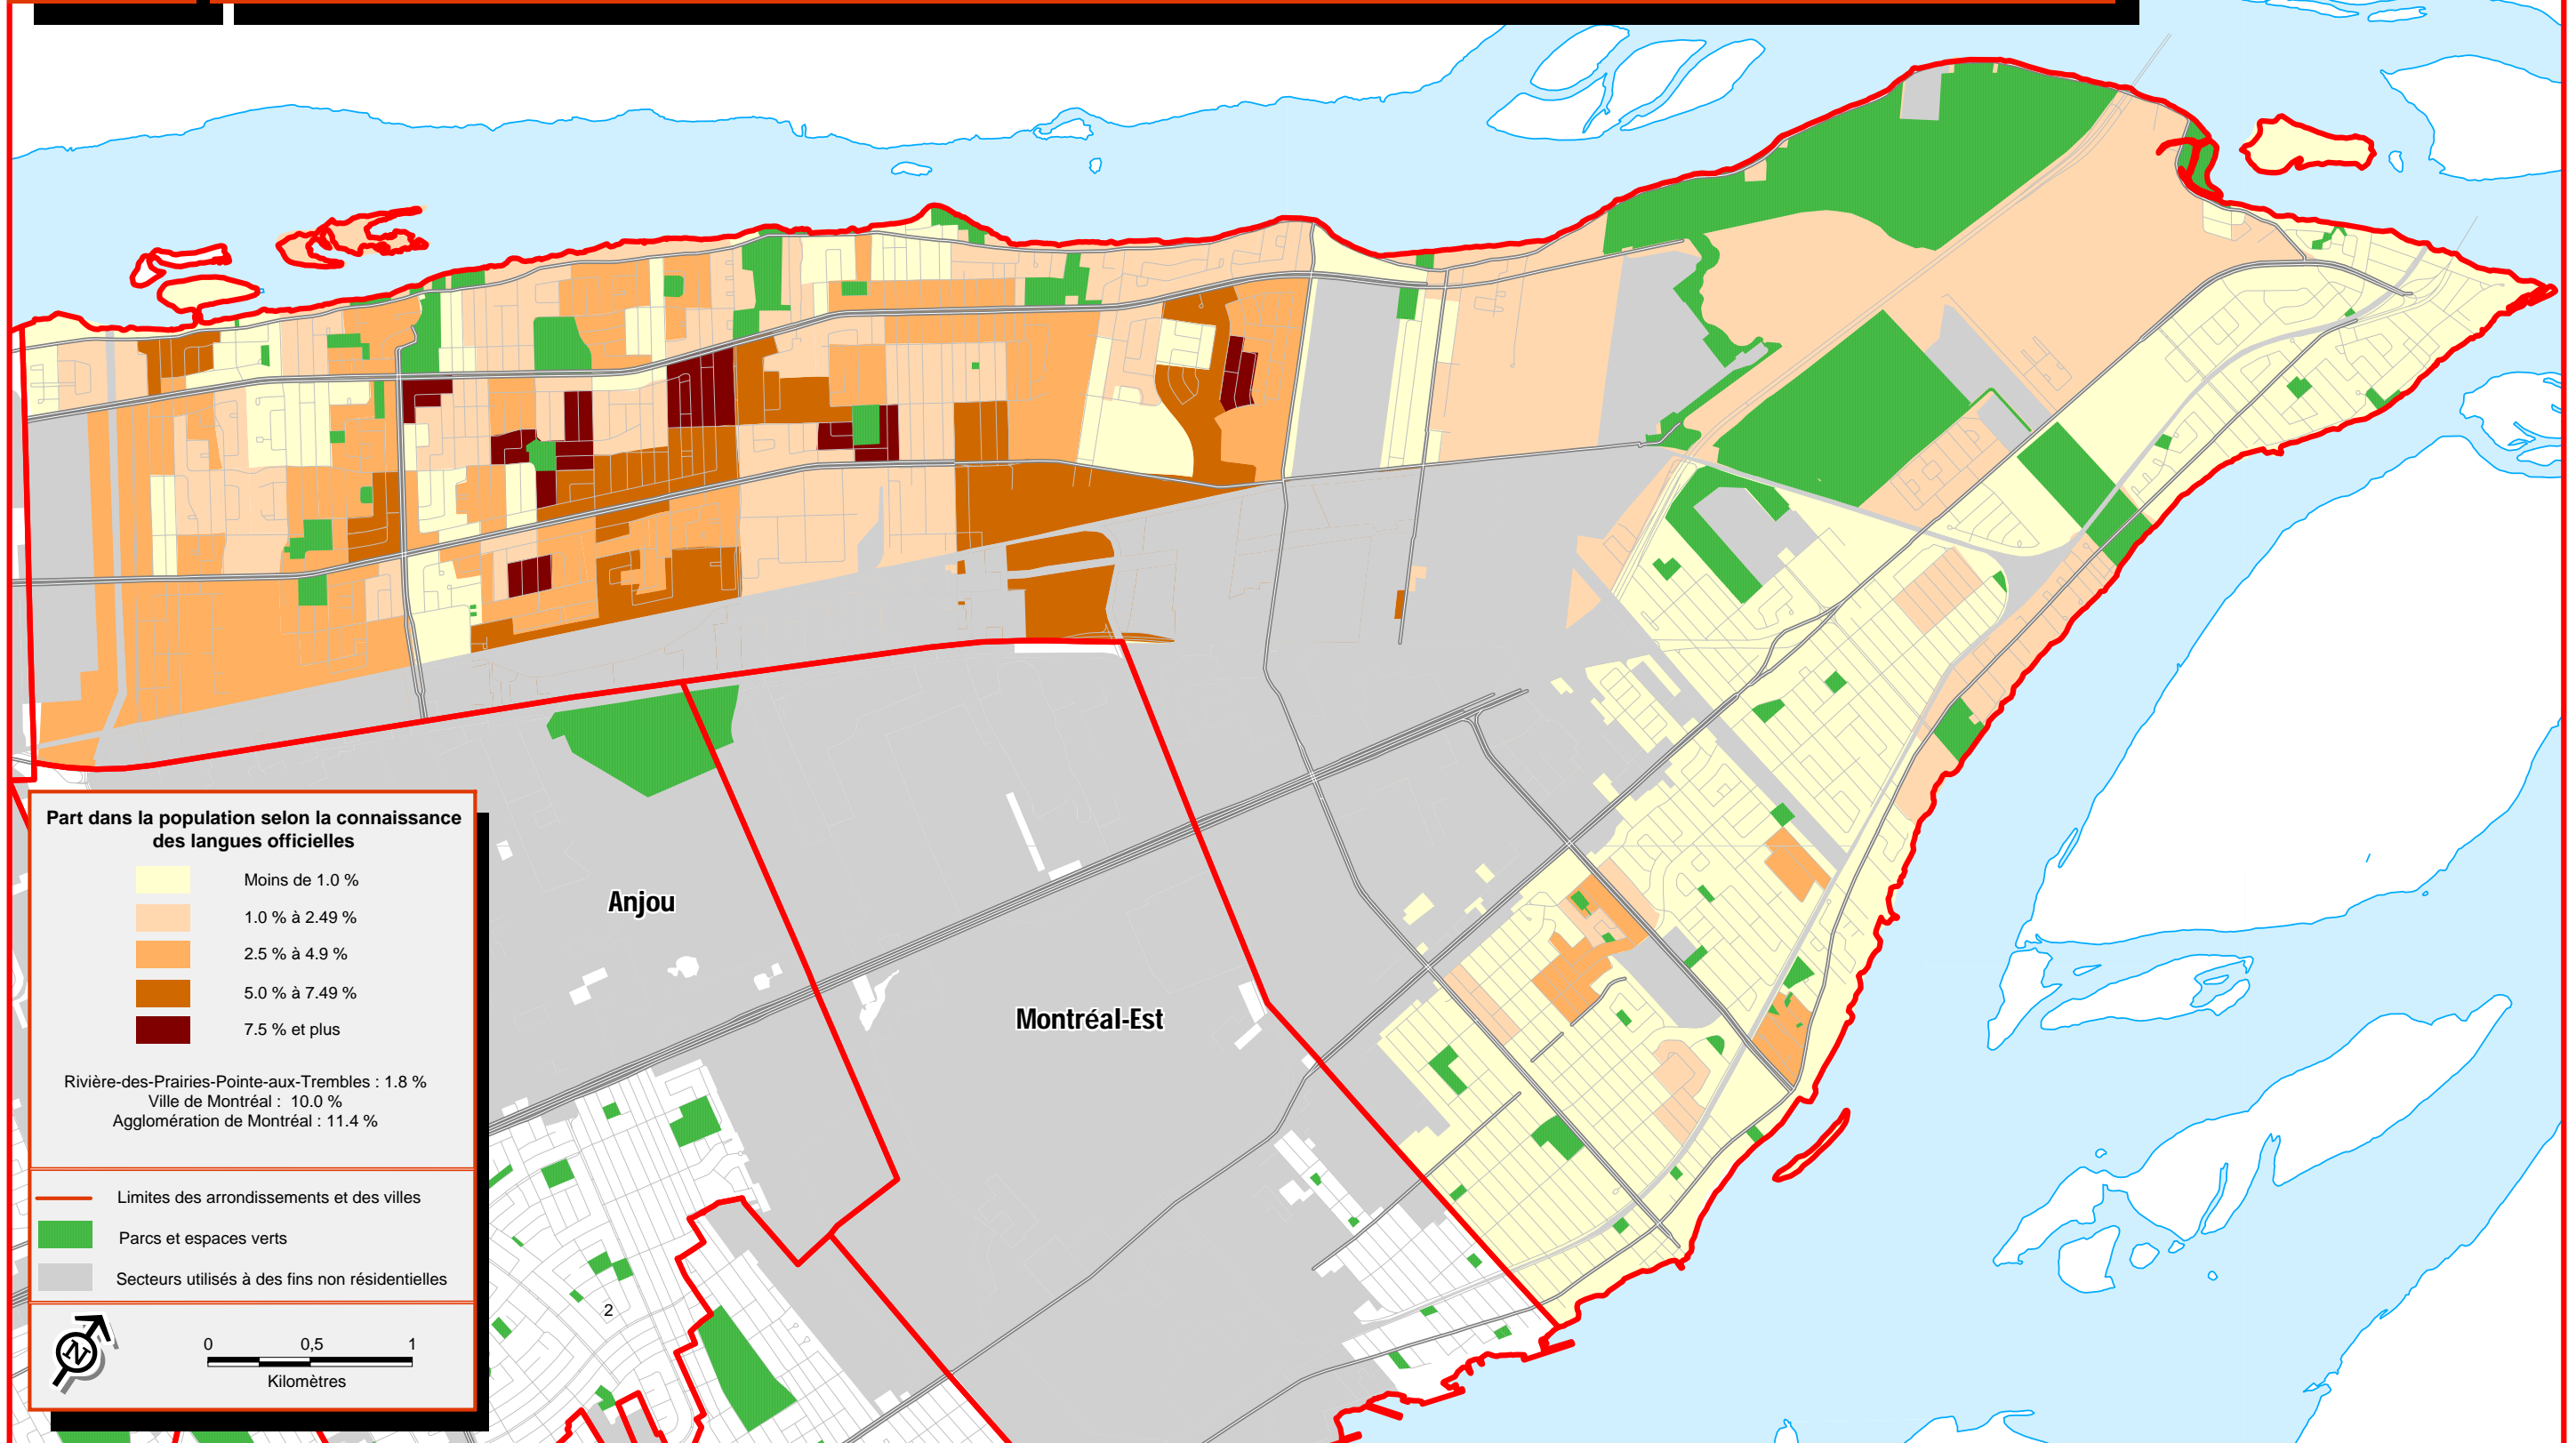 Part dans la population selon la connaissance
des langues officielles
Moins de 1.0 %
1.0 % à 2.49 %
2.5 % à 4.9 %
5.0 % à 7.49 %
7.5 % et plus
Rivière-des-Prairies-Pointe-aux-Trembles : 1.8 %
Ville de Montréal : 10.0 %
Agglomération de Montréal : 11.4 %
Limites des arrondissements et des villes
Parcs et espaces verts
Secteurs utilisés à des fins non résidentielles
N
0 0,5 1
Kilomètres
Anjou
Montréal-Est
2